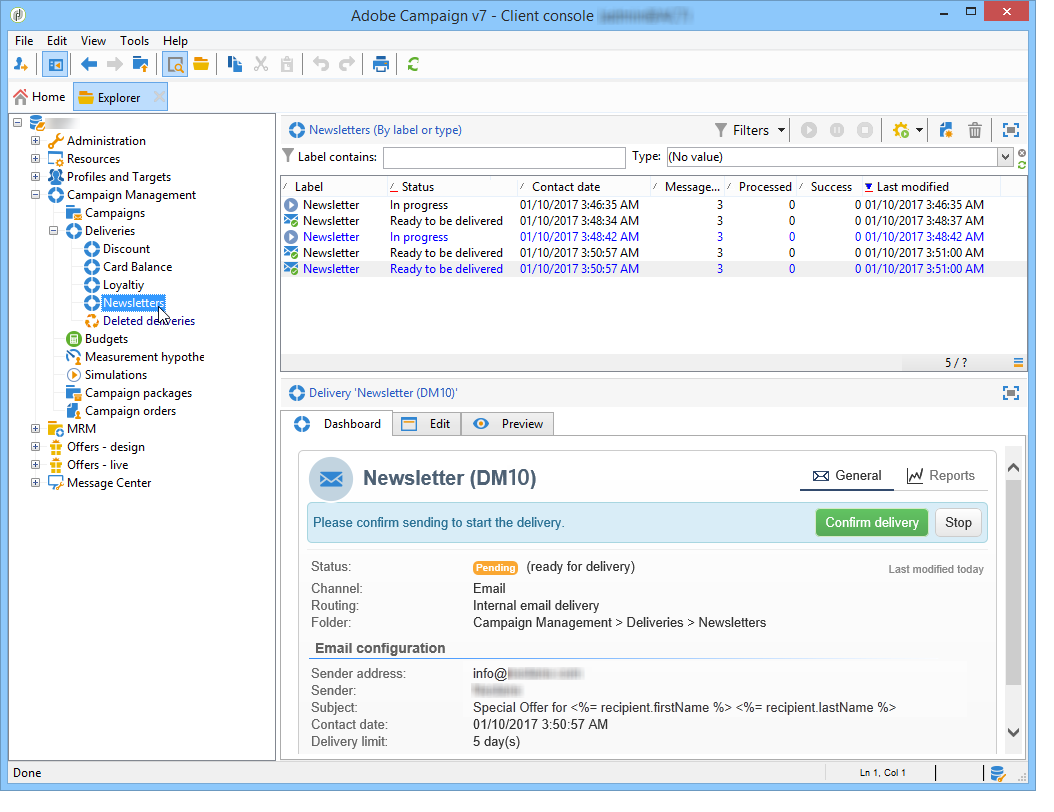 Adobe Campaign v7 - Client console
File Edit View Tools Help
Home Explorer
Administration
Resources
Profiles and Targets
Campaign Management
Campaigns
Deliveries
Discount
Card Balance
Loyaltiy
Newsletters
Deleted deliveries
Budgets
Measurement hypothe
Simulations
Campaign packages
Campaign orders
MRM
Offers - design
Offers - live
Message Center
Newsletters (By label or type) Filters
Label contains: Type: (No value)
Label Status Contact date Message... Processed Success Last modified
Newsletter In progress 01/10/2017 3:46:35 AM 3 0 0 01/10/2017 3:46:35 AM
Newsletter Ready to be delivered 01/10/2017 3:48:34 AM 3 0 0 01/10/2017 3:48:37 AM
Newsletter In progress 01/10/2017 3:48:42 AM 3 0 0 01/10/2017 3:48:42 AM
Newsletter Ready to be delivered 01/10/2017 3:50:57 AM 3 0 0 01/10/2017 3:51:00 AM
Newsletter Ready to be delivered 01/10/2017 3:50:57 AM 3 0 0 01/10/2017 3:51:00 AM
5 / ?
Delivery 'Newsletter (DM10)'
Dashboard Edit Preview
Newsletter (DM10) General Reports
Please confirm sending to start the delivery. Confirm delivery Stop
Status: Pending (ready for delivery) Last modified today
Channel: Email
Routing: Internal email delivery
Folder: Campaign Management > Deliveries > Newsletters
Email configuration
Sender address: info@
Sender:
Subject: Special Offer for <%= recipient.firstName %> <%= recipient.lastName %>
Contact date: 01/10/2017 3:50:57 AM
Delivery limit: 5 day(s)
Done Ln 1, Col 1